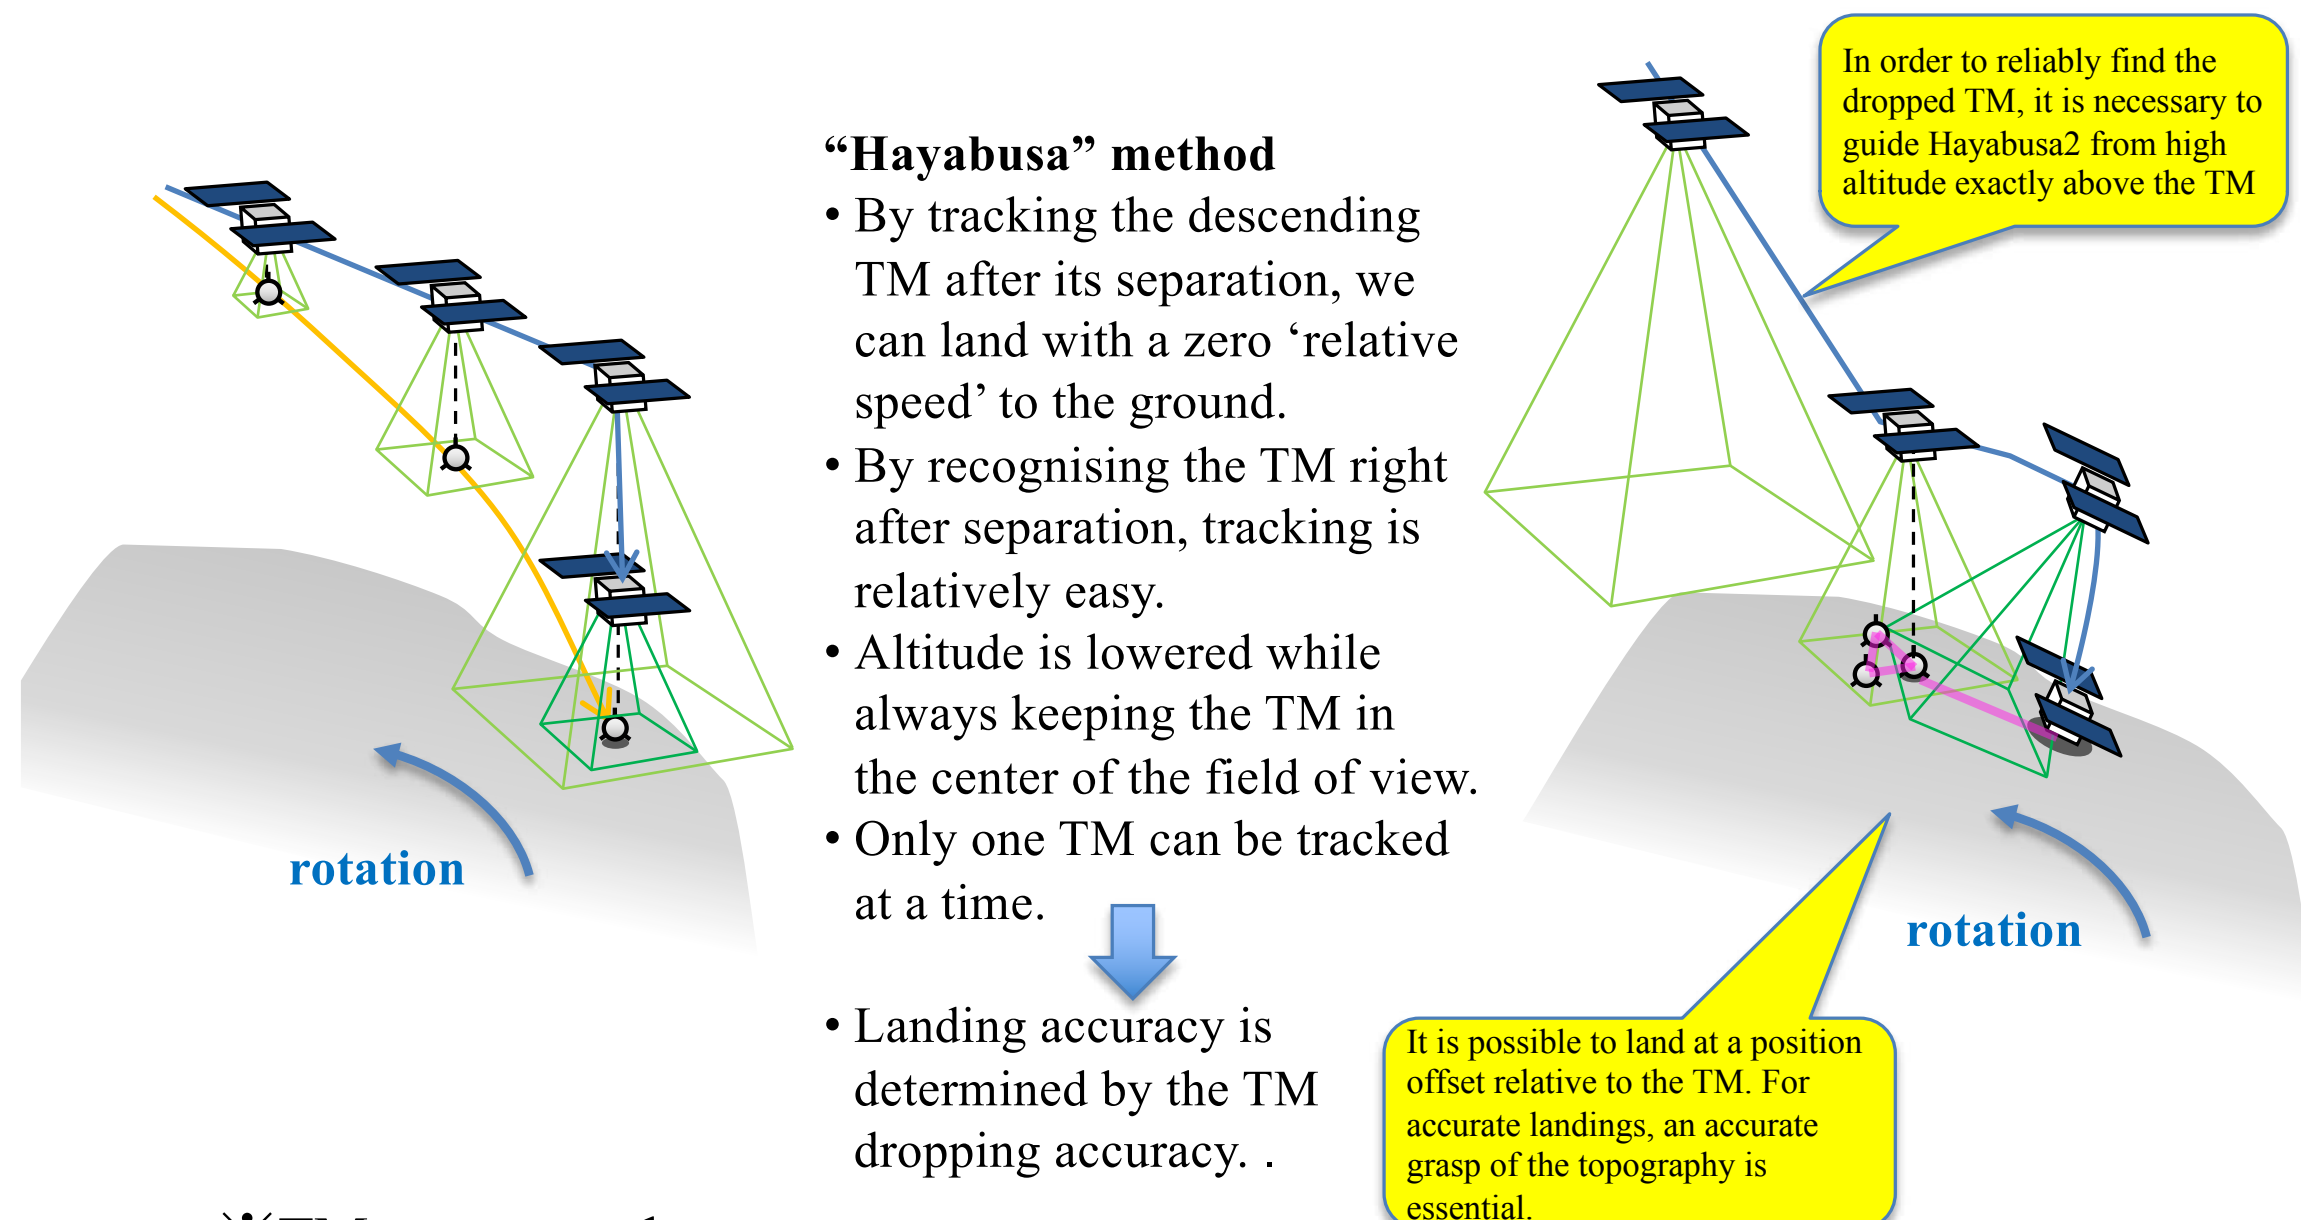 In order to reliably find the
dropped TM, it is necessary to
guide Hayabusa2 from high
altitude exactly above the TM
“Hayabusa” method
• By tracking the descending
TM after its separation, we
can land with a zero ‘relative
speed’ to the ground.
• By recognising the TM right
after separation, tracking is
relatively easy.
• Altitude is lowered while
always keeping the TM in
the center of the field of view.
• Only one TM can be tracked
at a time.
rotation
rotation
• Landing accuracy is
determined by the TM
dropping accuracy. .
It is possible to land at a position
offset relative to the TM. For
accurate landings, an accurate
grasp of the topography is
essential.